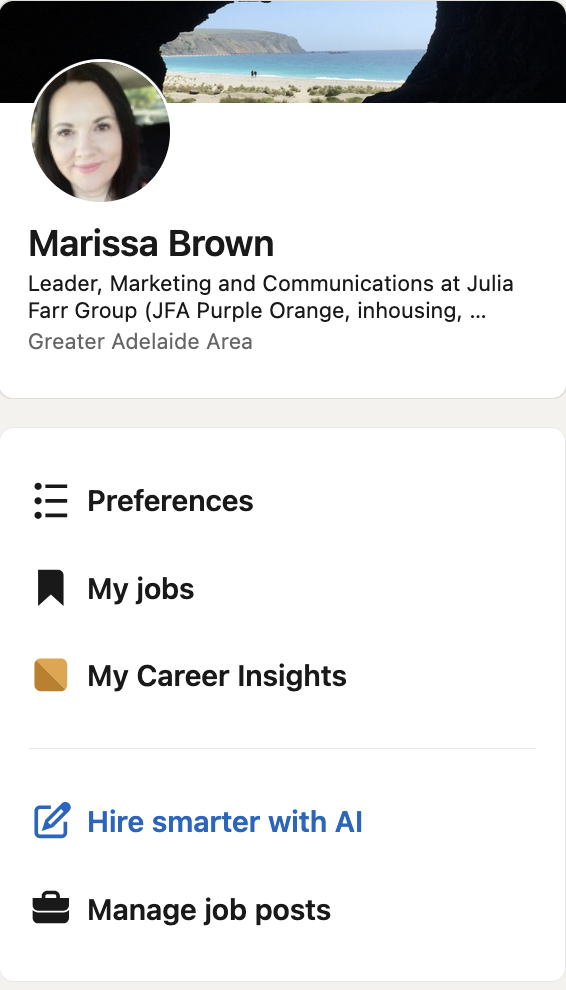 Marissa Brown
Leader, Marketing and Communications at Julia
Farr Group (JFA Purple Orange, inhousing, ...
Greater Adelaide Area
Preferences
My jobs
My Career Insights
Hire smarter with AI
Manage job posts